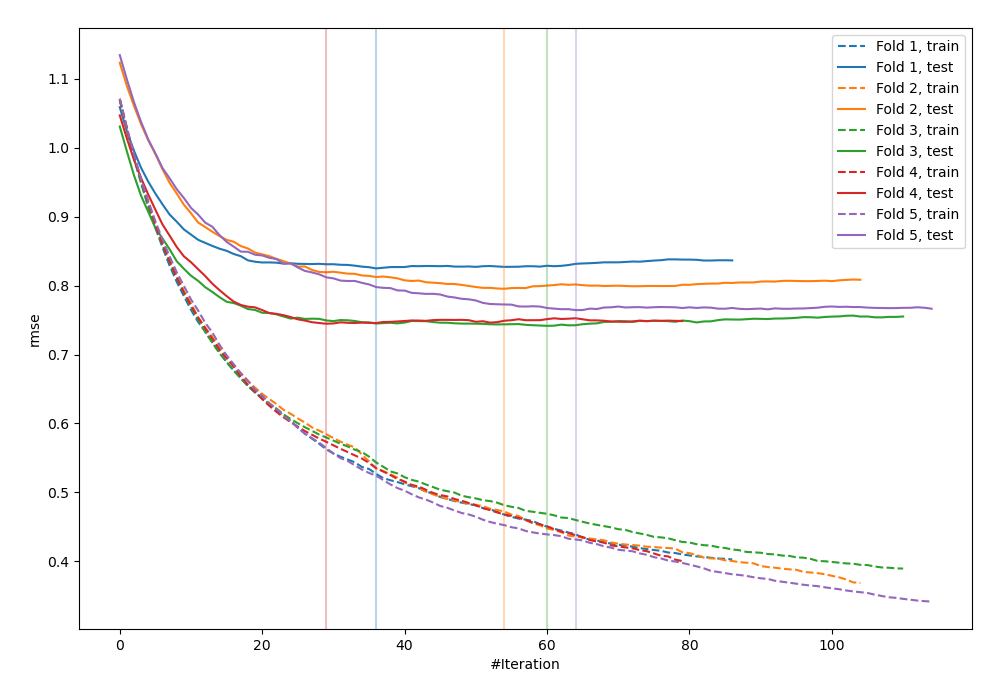 1.1
1.0
0.9
0.8
0.7
0.6
0.5
0.4
rmse
0
20
40
60
80
100
#Iteration
Fold 1, train
Fold 1, test
Fold 2, train
Fold 2, test
Fold 3, train
Fold 3, test
Fold 4, train
Fold 4, test
Fold 5, train
Fold 5, test